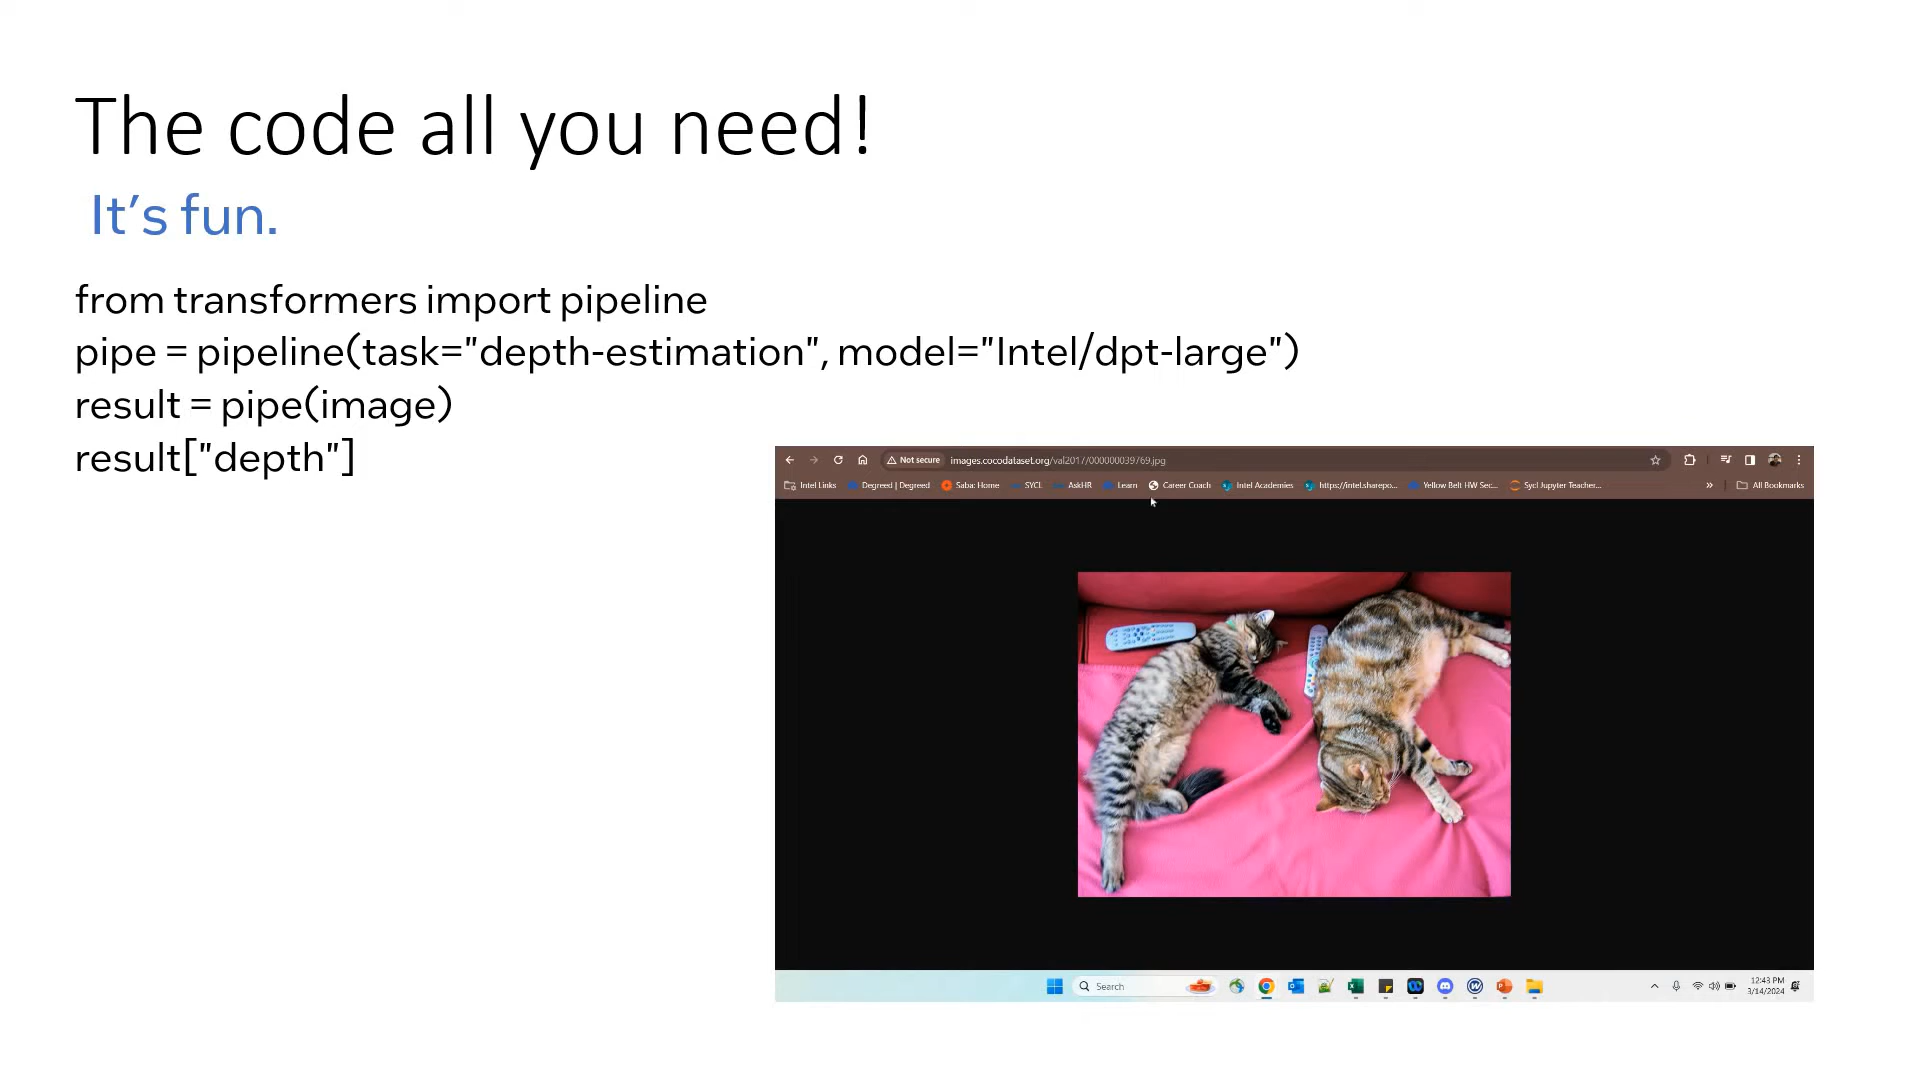 The code all you need!
It’s fun.
from transformers import pipeline
pipe = pipeline(task="depth-estimation", model="Intel/dpt-large")
result = pipe(image)
result["depth"]
Not secure images.cocodataset.org/val2017/000000039769.jpg
Intel Links Degreed | Degreed Saba: Home SYCL AskHR Learn Career Coach Intel Academies https://intel.sharepo... Yellow Belt HW Sec... Sycl Jupyter Teacher... » All Bookmarks
Search
12:43 PM
3/14/2024